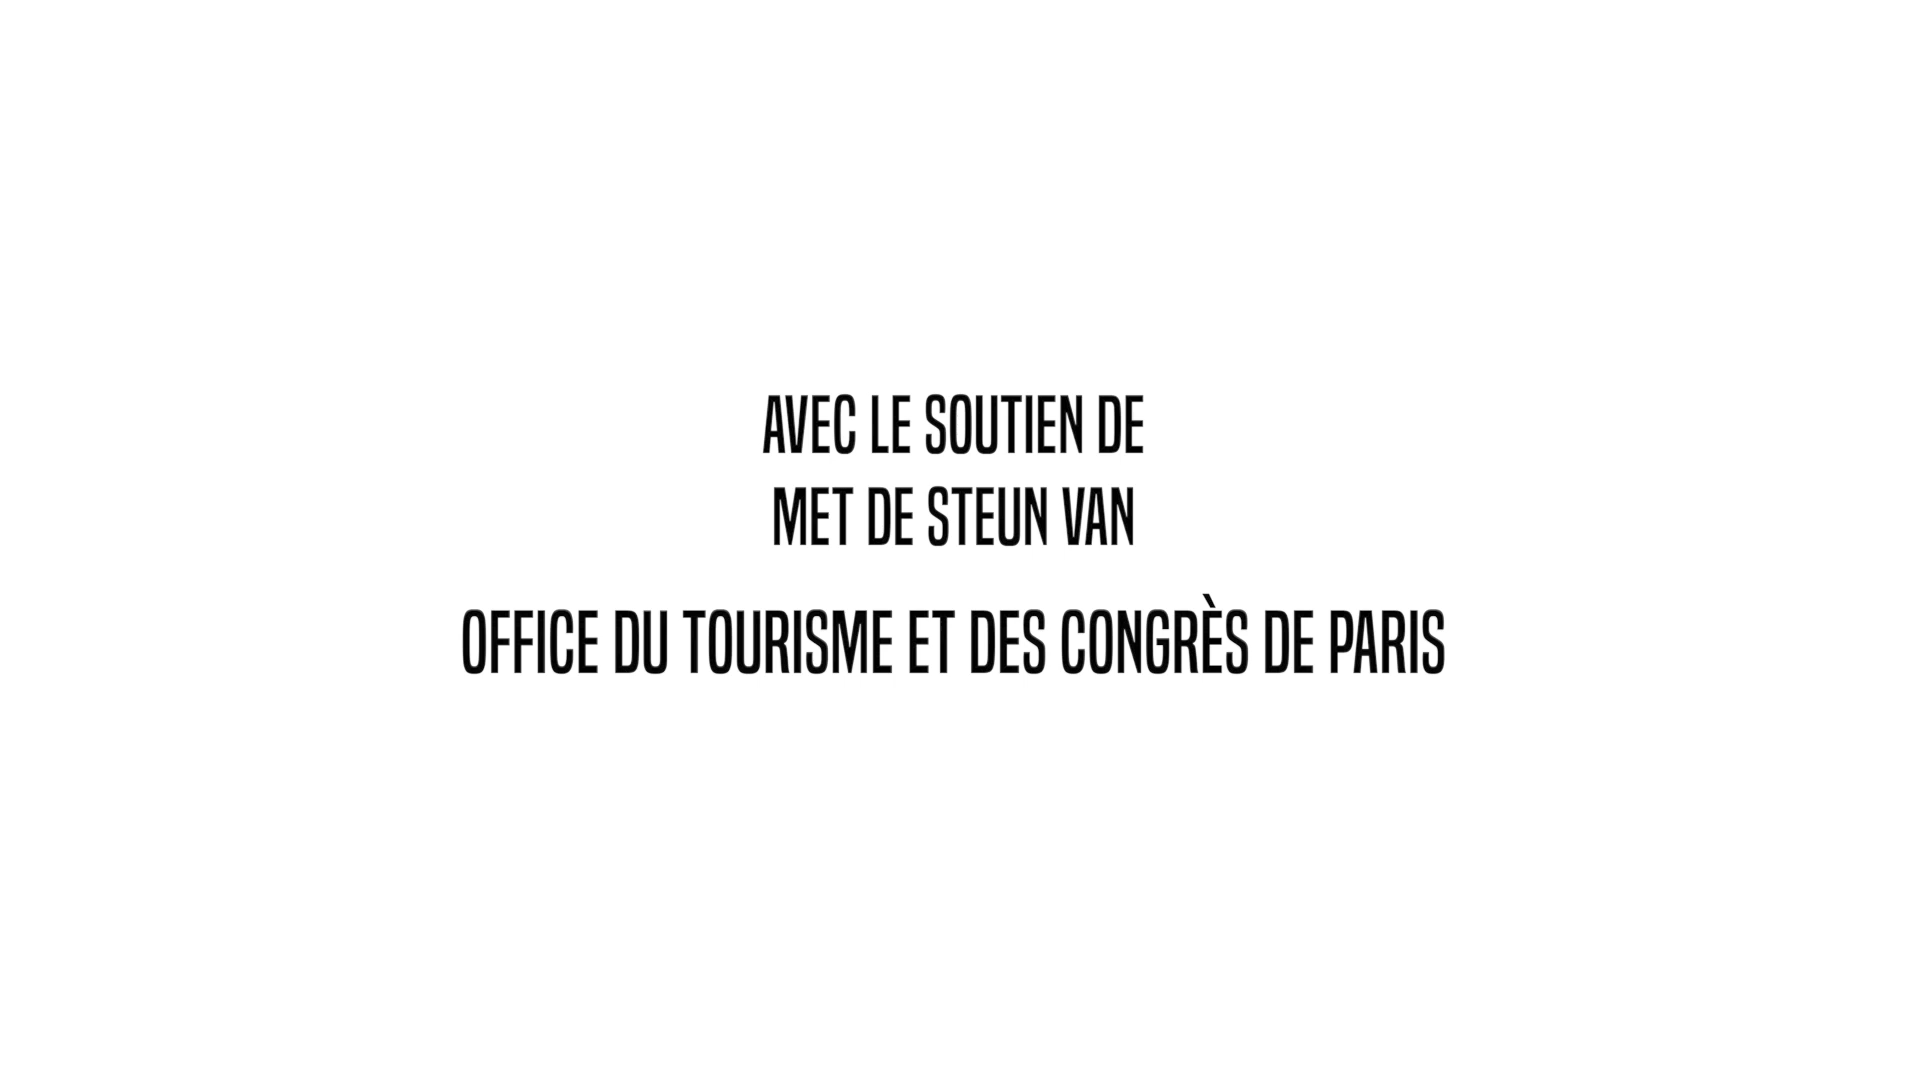 AVEC LE SOUTIEN DE
MET DE STEUN VAN
OFFICE DU TOURISME ET DES CONGRÈS DE PARIS